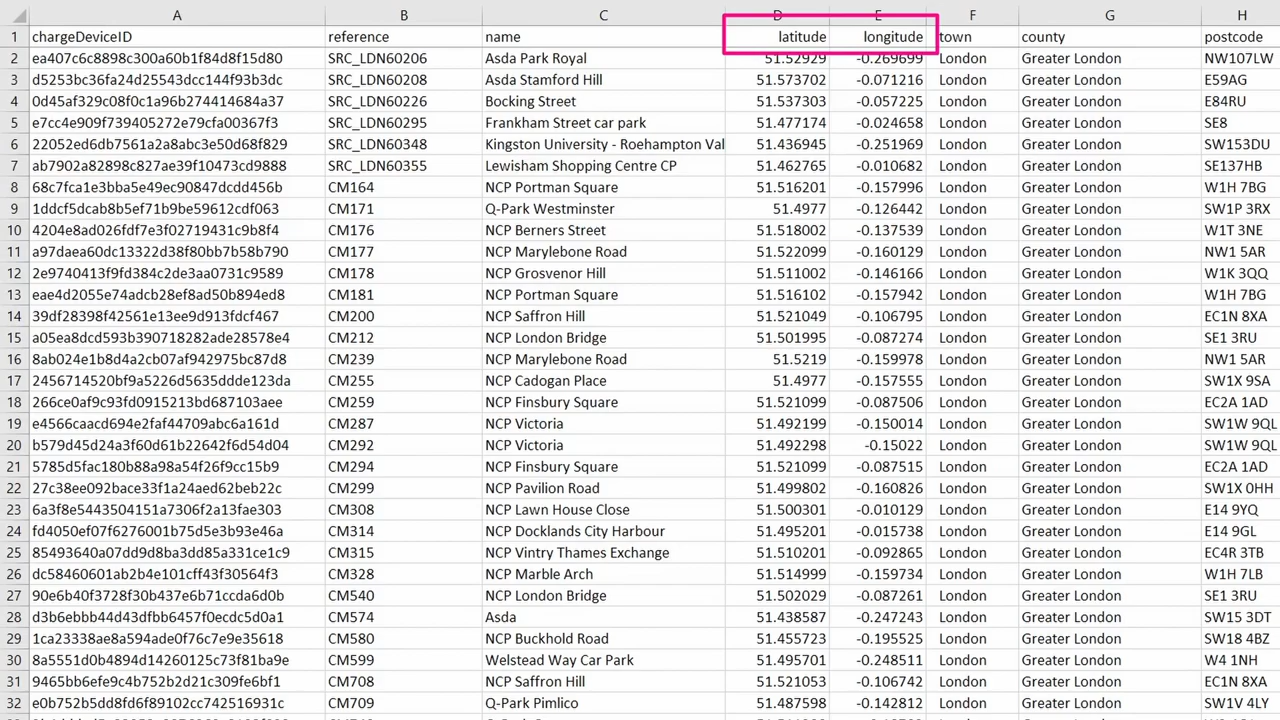 A B C D E F G H
1 chargeDeviceID reference name latitude longitude town county postcode
2 ea407c6c8898c300a60b1f84d8f15d80 SRC_LDN60206 Asda Park Royal 51.52929 -0.269699 London Greater London NW107LW
3 d5253bc36fa24d25543dcc144f93b3dc SRC_LDN60208 Asda Stamford Hill 51.573702 -0.071216 London Greater London E59AG
4 0d45af329c08f0c1a96b274414684a37 SRC_LDN60226 Bocking Street 51.537303 -0.057225 London Greater London E84RU
5 e7cc4e909f739405272e79cfa00367f3 SRC_LDN60295 Frankham Street car park 51.477174 -0.024658 London Greater London SE8
6 22052ed6db7561a2a8abc3e50d68f829 SRC_LDN60348 Kingston University - Roehampton Val 51.436945 -0.251969 London Greater London SW153DU
7 ab7902a82898c827ae39f10473cd9888 SRC_LDN60355 Lewisham Shopping Centre CP 51.462765 -0.010682 London Greater London SE137HB
8 68c7fca1e3bba5e49ec90847dcdd456b CM164 NCP Portman Square 51.516201 -0.157996 London Greater London W1H 7BG
9 1ddcf5dcab8b5ef71b9be59612cdf063 CM171 Q-Park Westminster 51.4977 -0.126442 London Greater London SW1P 3RX
10 4204e8ad026fdf7e3f02719431c9b8f4 CM176 NCP Berners Street 51.518002 -0.137539 London Greater London W1T 3NE
11 a97daea60dc13322d38f80bb7b58b790 CM177 NCP Marylebone Road 51.522099 -0.160129 London Greater London NW1 5AR
12 2e9740413f9fd384c2de3aa0731c9589 CM178 NCP Grosvenor Hill 51.511002 -0.146166 London Greater London W1K 3QQ
13 eae4d2055e74adcb28ef8ad50b894ed8 CM181 NCP Portman Square 51.516102 -0.157942 London Greater London W1H 7BG
14 39df28398f42561e13ee9d913fdcf467 CM200 NCP Saffron Hill 51.521049 -0.106795 London Greater London EC1N 8XA
15 a05ea8dcd593b390718282ade28578e4 CM212 NCP London Bridge 51.501995 -0.087274 London Greater London SE1 3RU
16 8ab024e1b8d4a2cb07af942975bc87d8 CM239 NCP Marylebone Road 51.5219 -0.159978 London Greater London NW1 5AR
17 2456714520bf9a5226d5635ddde123da CM255 NCP Cadogan Place 51.4977 -0.157555 London Greater London SW1X 9SA
18 266ce0af9c93fd0915213bd687103aee CM259 NCP Finsbury Square 51.521099 -0.087506 London Greater London EC2A 1AD
19 e4566caacd694e2faf44709abc6a161d CM287 NCP Victoria 51.492199 -0.150014 London Greater London SW1W 9QL
20 b579d45d24a3f60d61b22642f6d54d04 CM292 NCP Victoria 51.492298 -0.15022 London Greater London SW1W 9QL
21 5785d5fac180b88a98a54f26f9cc15b9 CM294 NCP Finsbury Square 51.521099 -0.087515 London Greater London EC2A 1AD
22 27c38ee092bace33f1a24aed62beb22c CM299 NCP Pavilion Road 51.499802 -0.160826 London Greater London SW1X 0HH
23 6a3f8e5443504151a7306f2a13fae303 CM308 NCP Lawn House Close 51.500301 -0.010129 London Greater London E14 9YQ
24 fd4050ef07f6276001b75d5e3b93e46a CM314 NCP Docklands City Harbour 51.495201 -0.015738 London Greater London E14 9GL
25 85493640a07dd9d8ba3dd85a331ce1c9 CM315 NCP Vintry Thames Exchange 51.510201 -0.092865 London Greater London EC4R 3TB
26 dc58460601ab2b4e101cff43f30564f3 CM328 NCP Marble Arch 51.514999 -0.159734 London Greater London W1H 7LB
27 90e6b40f3728f30b437e6b71ccda6d0b CM540 NCP London Bridge 51.502029 -0.087261 London Greater London SE1 3RU
28 d3b6ebbb44d43dfbb6457f0ecdc5d0a1 CM574 Asda 51.438587 -0.247243 London Greater London SW15 3DT
29 1ca23338ae8a594ade0f76c7e9e35618 CM580 NCP Buckhold Road 51.455723 -0.195525 London Greater London SW18 4BZ
30 8a5551d0b4894d14260125c73f81ba9e CM599 Welstead Way Car Park 51.495701 -0.248511 London Greater London W4 1NH
31 9465bb6efe9c4b752b2d21c309fe6bf1 CM708 NCP Saffron Hill 51.521053 -0.106742 London Greater London EC1N 8XA
32 e0b752b5dd8fd6f89102cc742516931c CM709 Q-Park Pimlico 51.487985 -0.142812 London Greater London SW1V 4LY